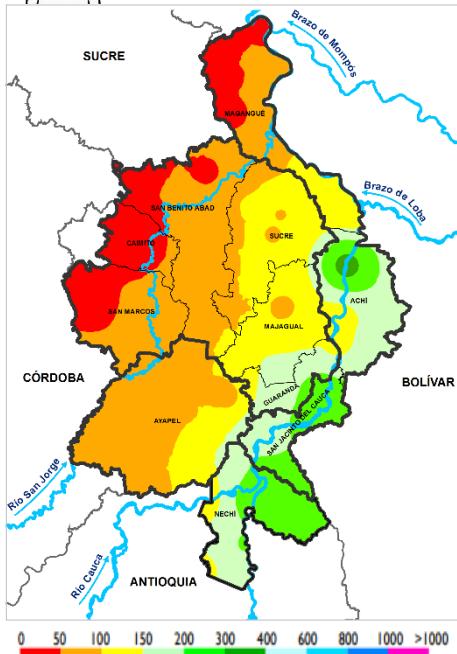 SUCRE
Brazo de Mompós
MAGANGUÉ
Brazo de Loba
SAN BENITO ABAD
SUCRE
CAIMITO
ACHÍ
SAN MARCOS
MAJAGUAL
CÓRDOBA
BOLÍVAR
GUARANDA
AYAPEL
SAN JACINTO DEL CAUCA
Río San Jorge
NECHÍ
Río Cauca
ANTIOQUIA
0 50 100 150 200 300 400 600 800 1000 >1000